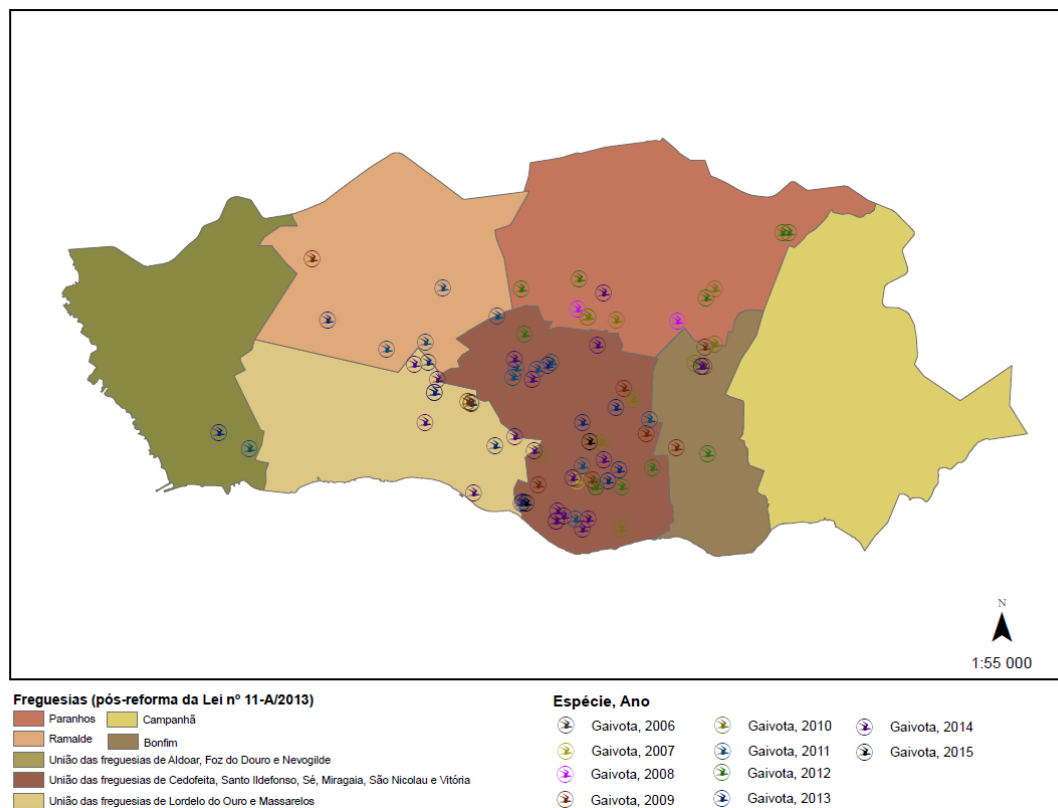 N
1:55 000
Freguesias (pós-reforma da Lei nº 11-A/2013)
Paranhos
Campanhã
Ramalde
Bonfim
União das freguesias de Aldoar, Foz do Douro e Nevogilde
União das freguesias de Cedofeita, Santo Ildefonso, Sé, Miragaia, São Nicolau e Vitória
União das freguesias de Lordelo do Ouro e Massarelos
Espécie, Ano
Gaivota, 2006
Gaivota, 2007
Gaivota, 2008
Gaivota, 2009
Gaivota, 2010
Gaivota, 2011
Gaivota, 2012
Gaivota, 2013
Gaivota, 2014
Gaivota, 2015